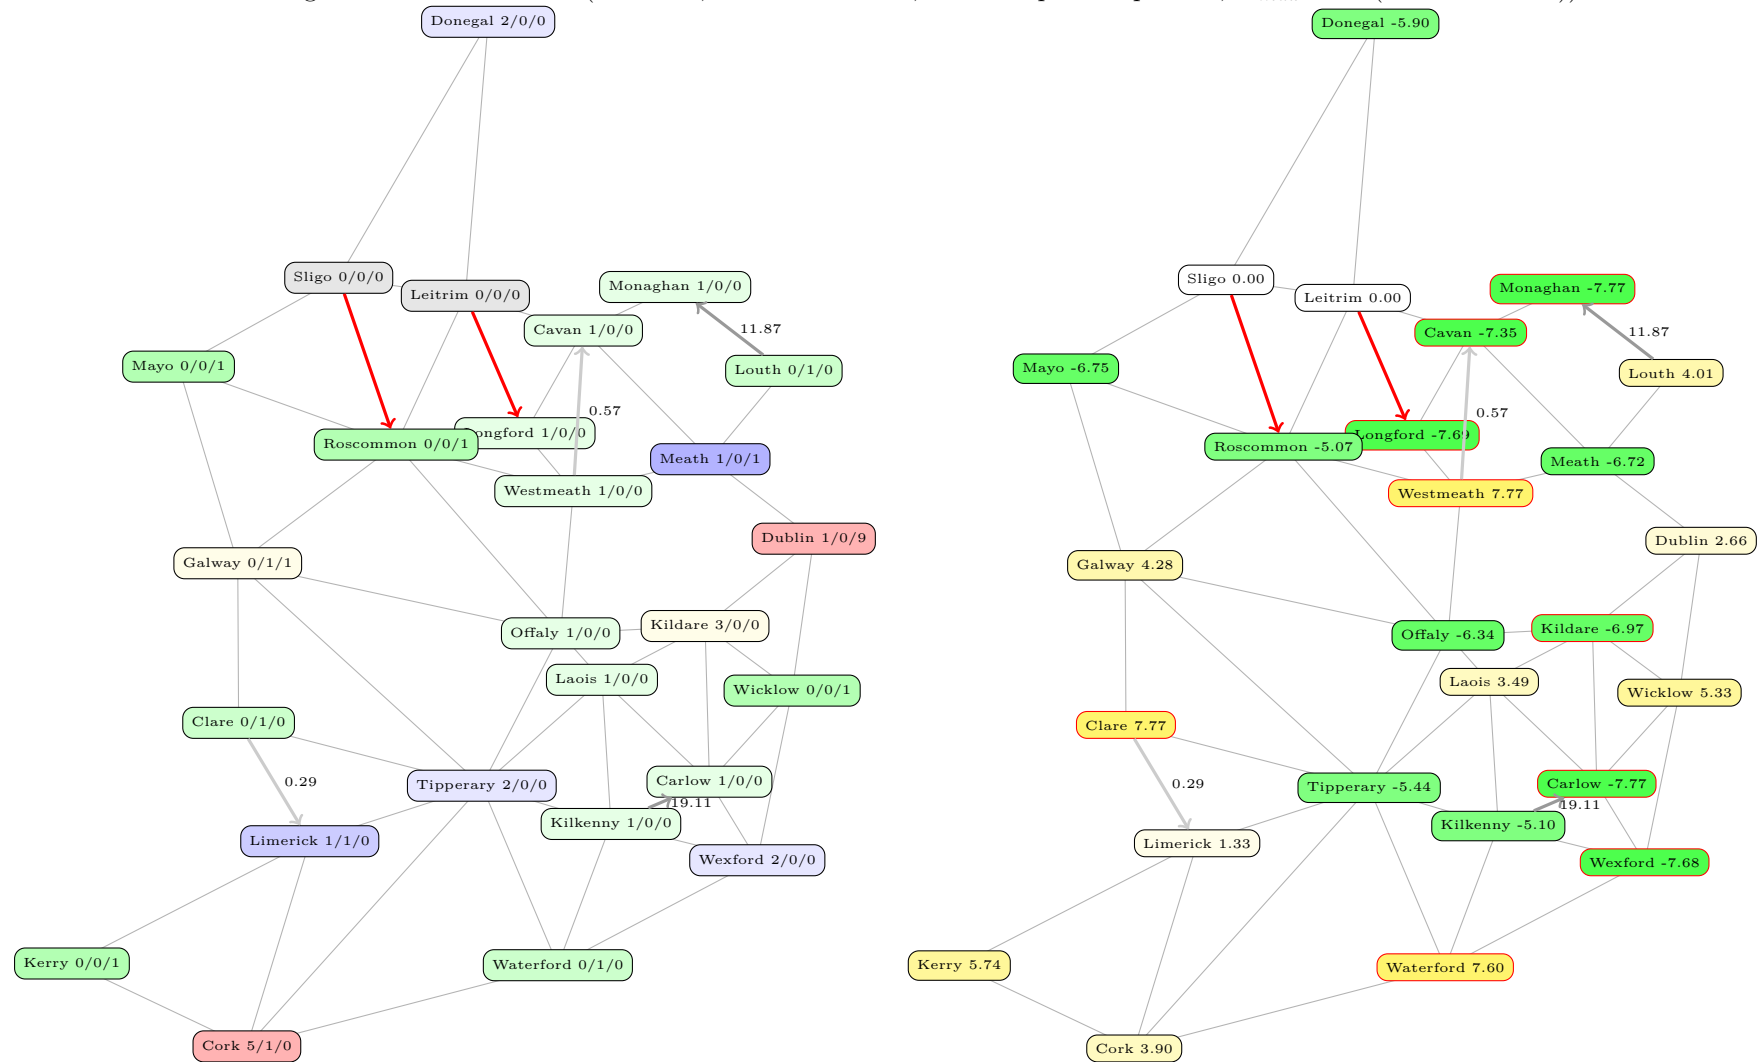 Donegal 2/0/0
Sligo 0/0/0
Leitrim 0/0/0
Monaghan 1/0/0
Cavan 1/0/0
11.87
Mayo 0/0/1
Louth 0/1/0
0.57
Roscommon 0/0/1
ongford 1/0/0
Meath 1/0/1
Westmeath 1/0/0
Dublin 1/0/9
Galway 0/1/1
Offaly 1/0/0
Kildare 3/0/0
Laois 1/0/0
Wicklow 0/0/1
Clare 0/1/0
0.29
Tipperary 2/0/0
Carlow 1/0/0
19.11
Kilkenny 1/0/0
Limerick 1/1/0
Wexford 2/0/0
Kerry 0/0/1
Waterford 0/1/0
Cork 5/1/0
Donegal -5.90
Sligo 0.00
Leitrim 0.00
Monaghan -7.77
Cavan -7.35
11.87
Mayo -6.75
Louth 4.01
0.57
Roscommon -5.07
Longford -7.69
Meath -6.72
Westmeath 7.77
Dublin 2.66
Galway 4.28
Offaly -6.34
Kildare -6.97
Laois 3.49
Wicklow 5.33
Clare 7.77
0.29
Tipperary -5.44
Carlow -7.77
19.11
Kilkenny -5.10
Limerick 1.33
Wexford -7.68
Kerry 5.74
Waterford 7.60
Cork 3.90